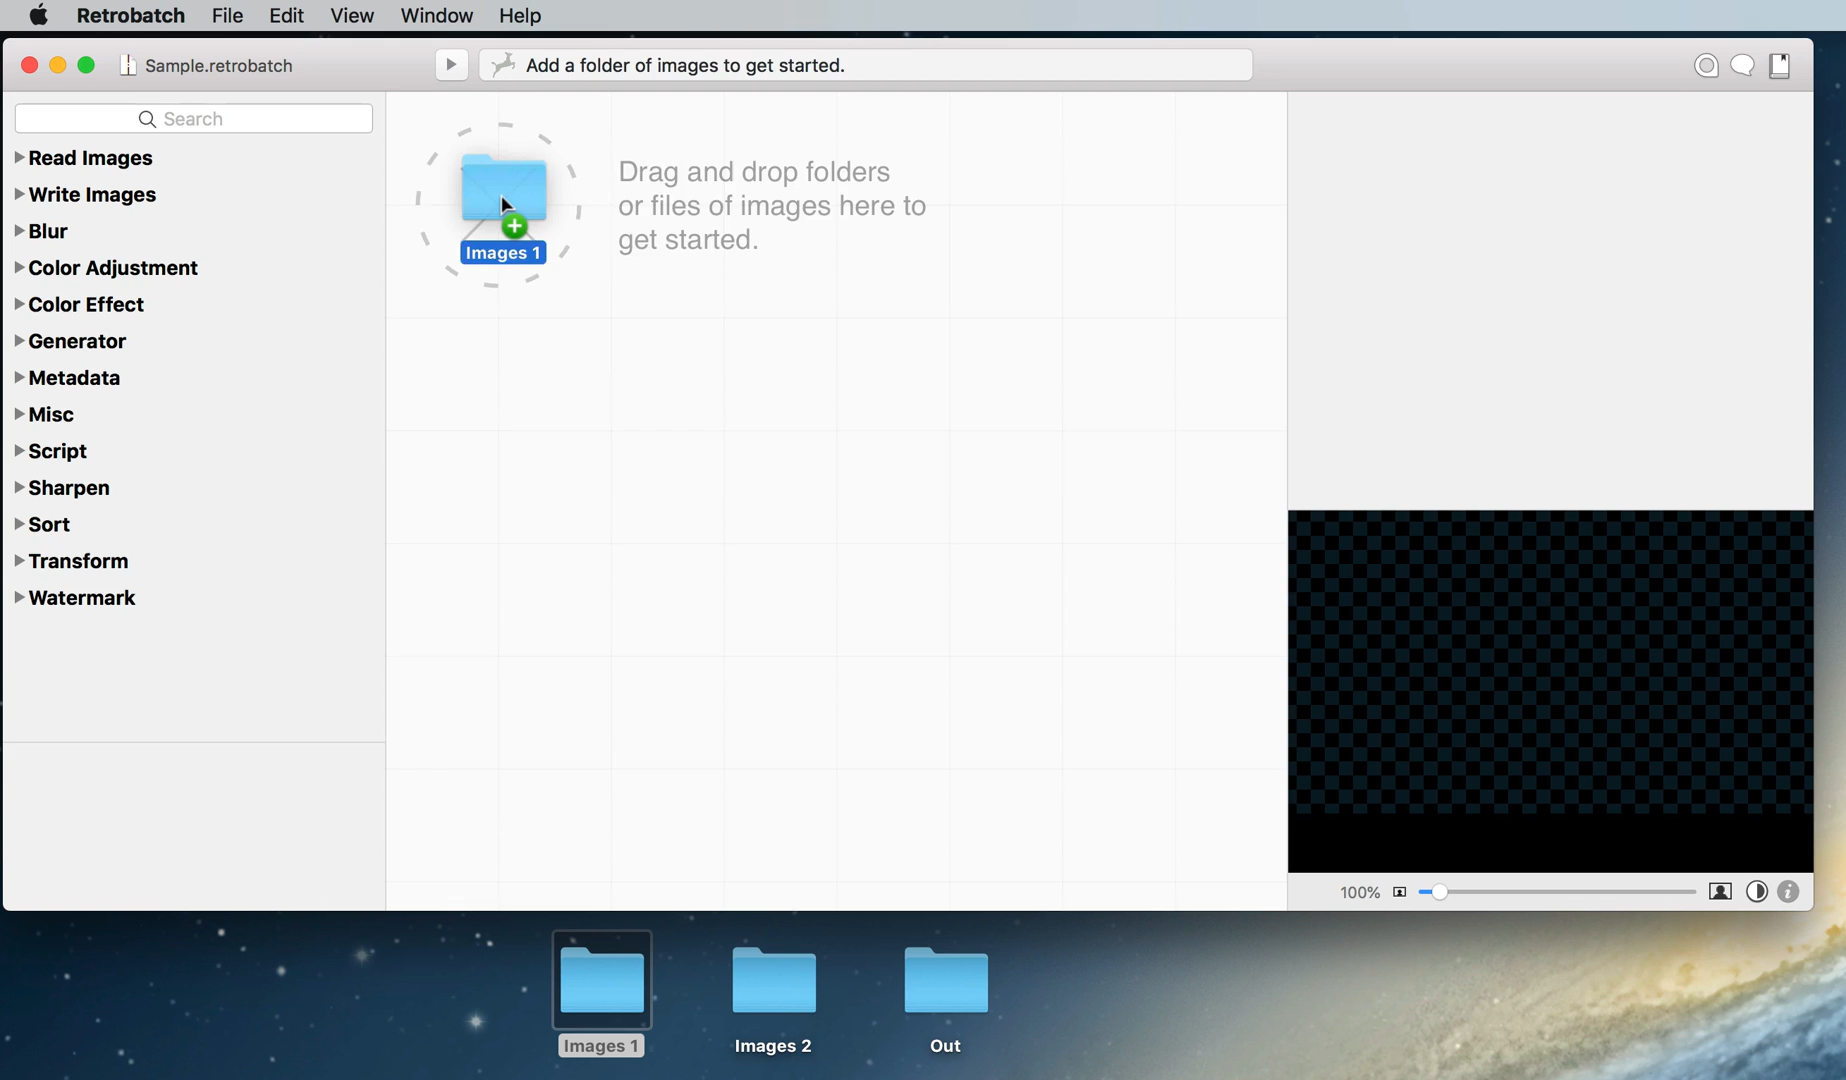 Retrobatch File Edit View Window Help
Sample.retrobatch
Add a folder of images to get started.
Search
Read Images
Write Images
Blur
Color Adjustment
Color Effect
Generator
Metadata
Misc
Script
Sharpen
Sort
Transform
Watermark
Images 1
Drag and drop folders
or files of images here to
get started.
100%
Images 1
Images 2
Out